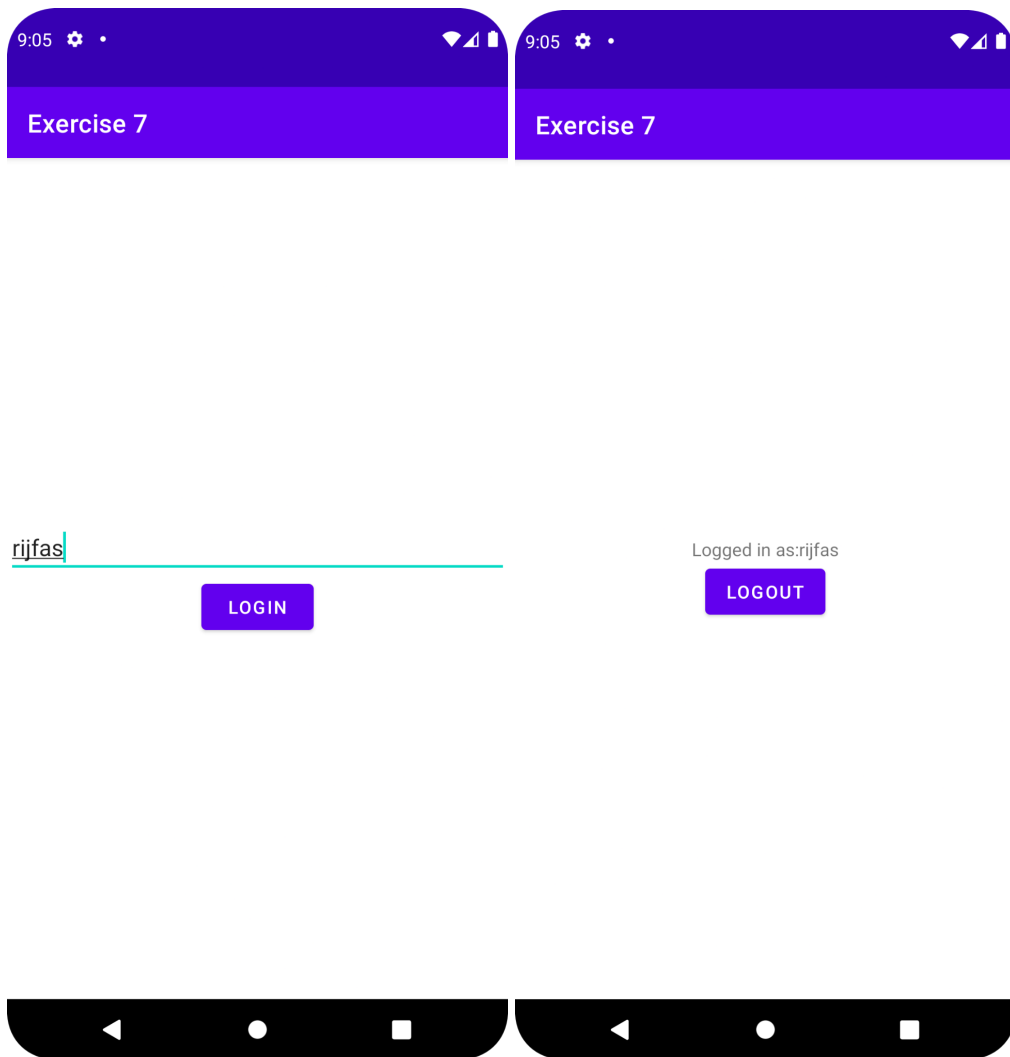 9:05
Exercise 7
rijfas
LOGIN
9:05
Exercise 7
Logged in as:rijfas
LOGOUT